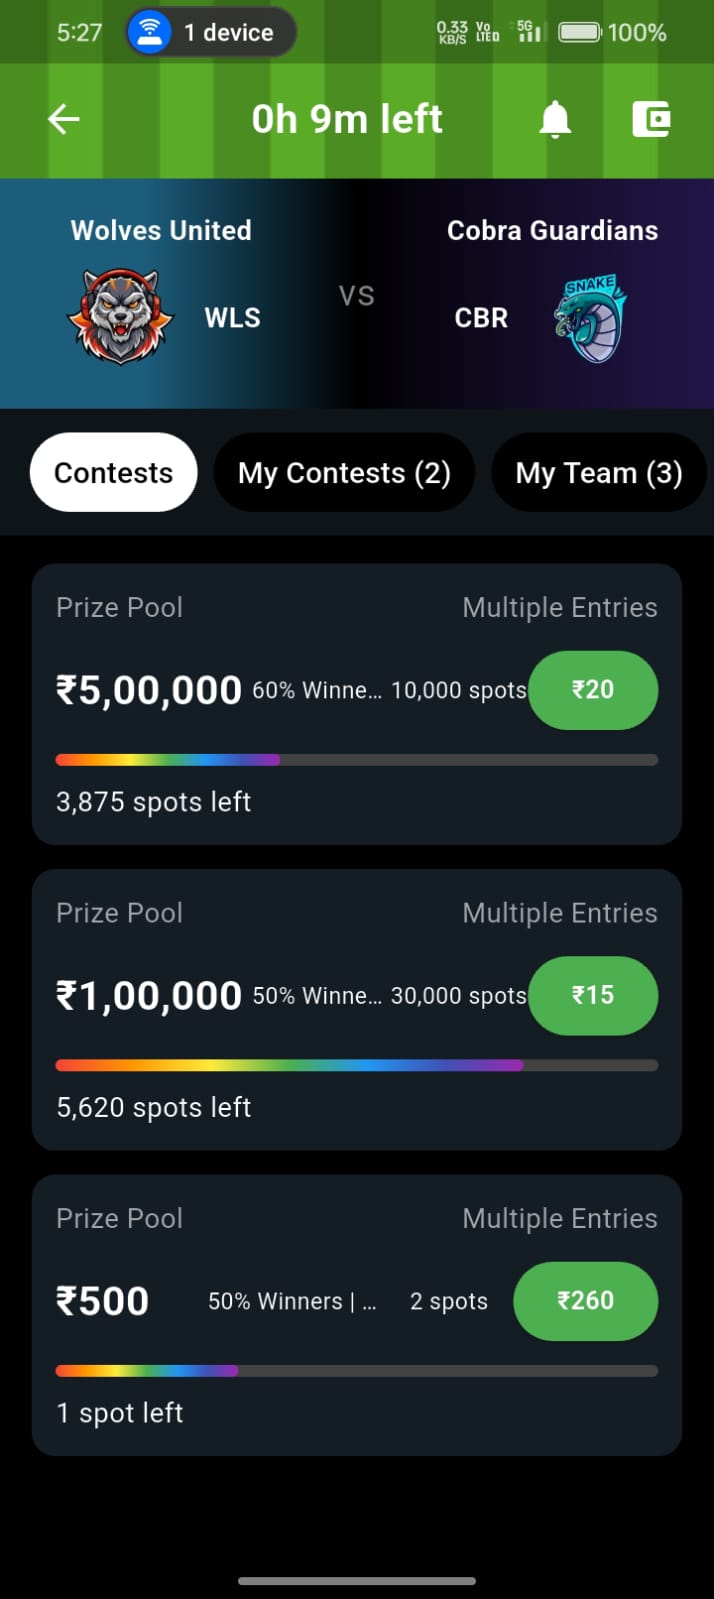 5:27 1 device 0.33 KB/S Vo LTED 5G 100%
0h 9m left
Wolves United Cobra Guardians
WLS VS CBR SNAKE
Contests My Contests (2) My Team (3)
Prize Pool Multiple Entries
₹5,00,000 60% Winne... 10,000 spots ₹20
3,875 spots left
Prize Pool Multiple Entries
₹1,00,000 50% Winne... 30,000 spots ₹15
5,620 spots left
Prize Pool Multiple Entries
₹500 50% Winners | ... 2 spots ₹260
1 spot left